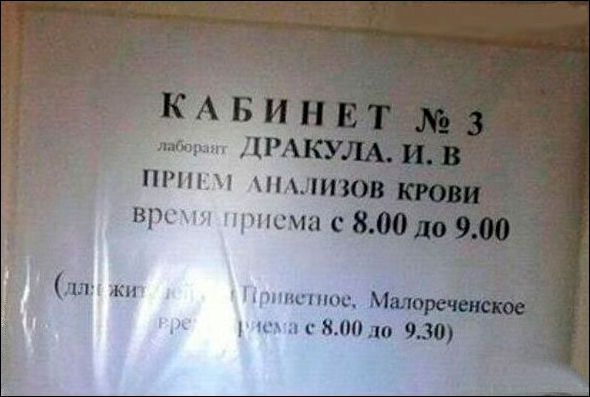 КАБИНЕТ № 3
лаборант ДРАКУЛА. И. В
ПРИЕМ АНАЛИЗОВ КРОВИ
время приема с 8.00 до 9.00
(для Приветное, Малореченское
приема с 8.00 до 9.30)